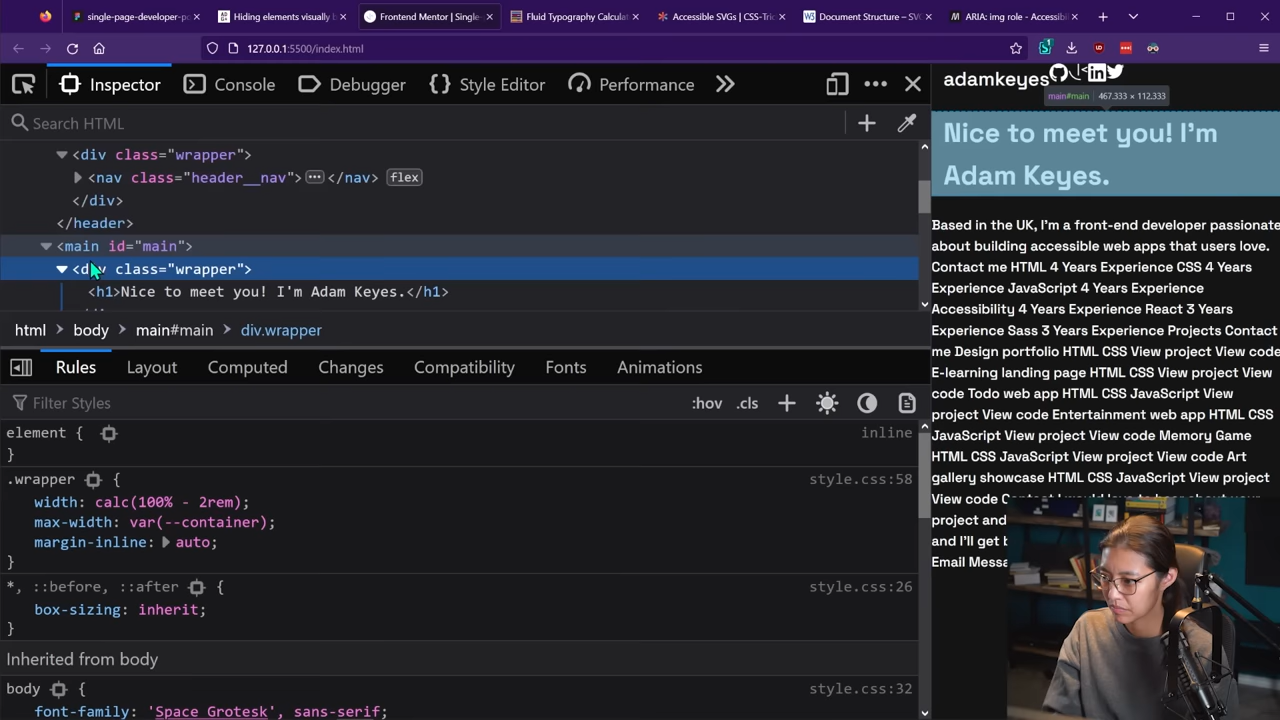 single-page-developer-po
Hiding elements visually b
Frontend Mentor | Single-
Fluid Typography Calculat
Accessible SVGs | CSS-Tric
Document Structure – SVG
ARIA: img role - Accessibi
127.0.0.1:5500/index.html
Inspector
Console
Debugger
{} Style Editor
Performance
Search HTML
<div class="wrapper">
<nav class="header__nav"> ••• </nav> flex
</div>
</header>
<main id="main">
<div class="wrapper">
<h1>Nice to meet you! I'm Adam Keyes.</h1>
html > body > main#main > div.wrapper
Rules
Layout
Computed
Changes
Compatibility
Fonts
Animations
Filter Styles
:hov .cls
element {
inline
}
.wrapper {
style.css:58
width: calc(100% - 2rem);
max-width: var(--container);
margin-inline: auto;
}
*, ::before, ::after {
style.css:26
box-sizing: inherit;
}
Inherited from body
body {
style.css:32
font-family: 'Space Grotesk', sans-serif;
adamkeyes
main#main 467.333 × 112.333
Nice to meet you! I'm
Adam Keyes.
Based in the UK, I'm a front-end developer passionate
about building accessible web apps that users love.
Contact me HTML 4 Years Experience CSS 4 Years
Experience JavaScript 4 Years Experience
Accessibility 4 Years Experience React 3 Years
Experience Sass 3 Years Experience Projects Contact
me Design portfolio HTML CSS View project View code
E-learning landing page HTML CSS View project View
code Todo web app HTML CSS JavaScript View
project View code Entertainment web app HTML CSS
JavaScript View project View code Memory Game
HTML CSS JavaScript View project View code Art
gallery showcase HTML CSS JavaScript View project
View code
project and
and I'll get b
Email Messa